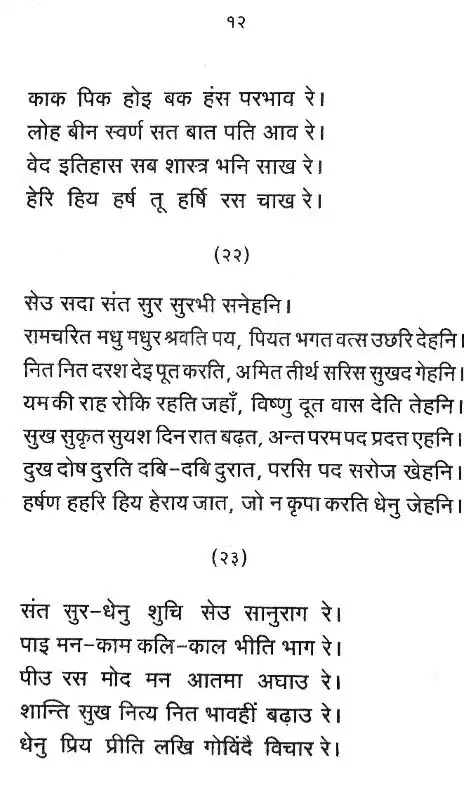 १२
काक पिक होइ बक हंस परभाव रे।
लोह बीन स्वर्ण सत बात पति आव रे।
वेद इतिहास सब शास्त्र भनि साख रे।
हेरि हिय हर्ष तू हर्षि रस चाख रे।
(२२)
सेउ सदा संत सुर सुरभी सनेहनि।
रामचरित मधु मधुर श्रवति पय, पियत भगत वत्स उछरि देहनि।
नित नित दरश देइ पूत करति, अमित तीर्थ सरिस सुखद गेहनि।
यम की राह रोकि रहति जहाँ, विष्णु दूत वास देति तेहनि।
सुख सुकृत सुयश दिन रात बढ़त, अन्त परम पद प्रदत्त एहनि।
दुख दोष दुरति दबि-दबि दुरात, परसि पद सरोज खेहनि।
हर्षण हहरि हिय हेराय जात, जो न कृपा करति धेनु जेहनि।
(२३)
संत सुर-धेनु शुचि सेउ सानुराग रे।
पाइ मन-काम कलि-काल भीति भाग रे।
पीउ रस मोद मन आतमा अघाउ रे।
शान्ति सुख नित्य नित भावहीं बढ़ाउ रे।
धेनु प्रिय प्रीति लखि गोविंदै विचार रे।